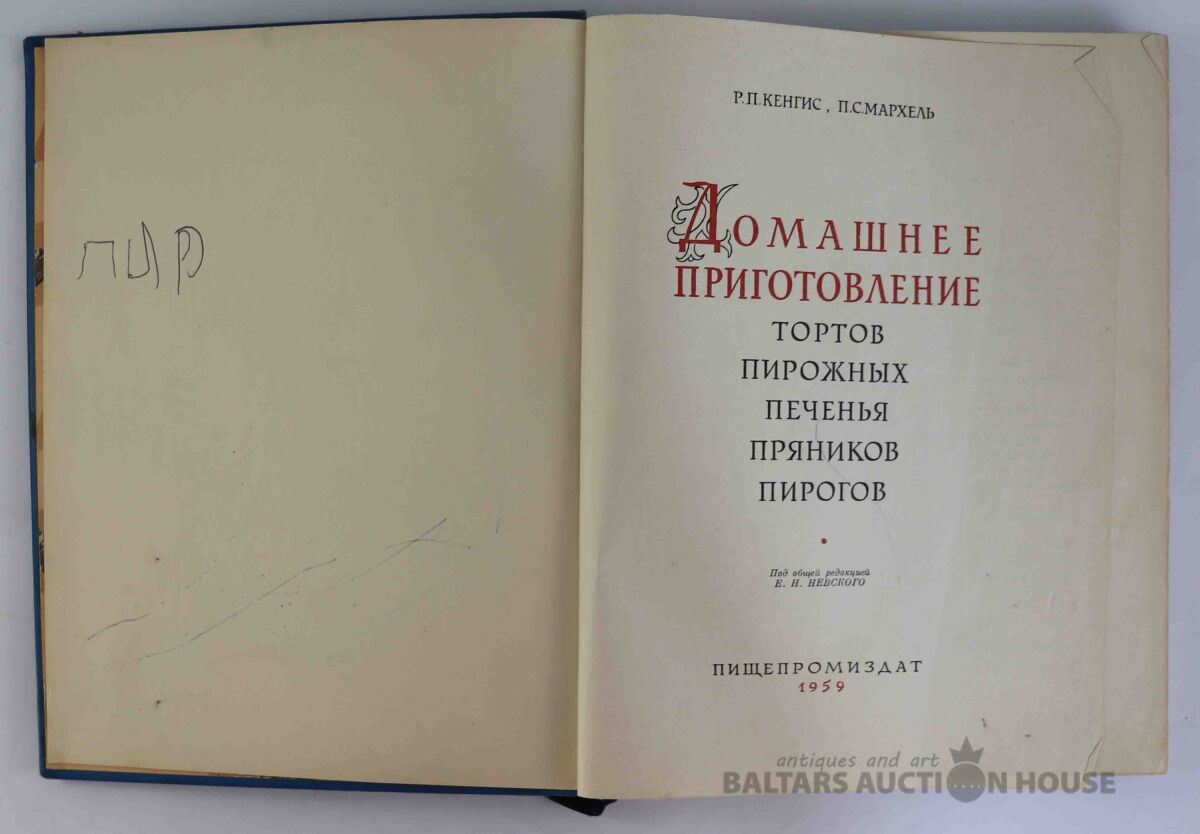 ПАР
Р.П.КЕНГИС, П.С.МАРХЕЛЬ
ДОМАШНЕЕ
ПРИГОТОВЛЕНИЕ
ТОРТОВ
ПИРОЖНЫХ
ПЕЧЕНЬЯ
ПРЯНИКОВ
ПИРОГОВ
Под общей редакцией
Е. Н. НЕВСКОГО
ПИЩЕПРОМИЗДАТ
1959
antiques and art
BALTARS AUCTION HOUSE